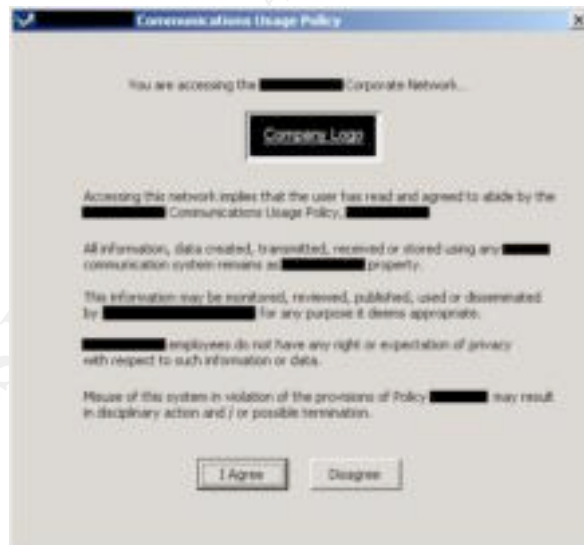 Communications Usage Policy
You are accessing the Corporate Network...
Company Logo
Accessing this network implies that the user has read and agreed to abide by the
Communications Usage Policy,
All information, data created, transmitted, received or stored using any
communication system remains as property.
This information may be monitored, reviewed, published, used or disseminated
by for any purpose it deems appropriate.
employees do not have any right or expectation of privacy
with respect to such information or data.
Misuse of this system in violation of the provisions of Policy may result
in disciplinary action and / or possible termination.
I Agree Disagree